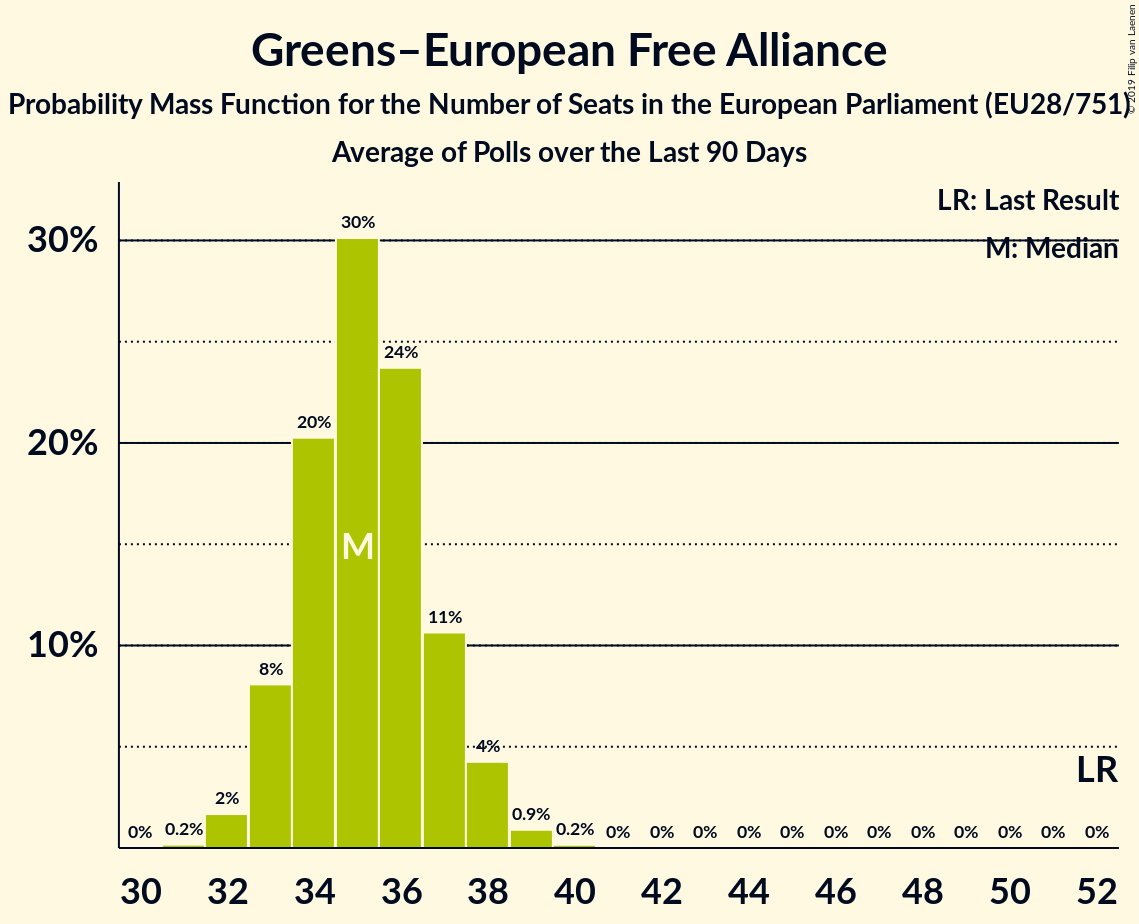 Greens–European Free Alliance
Probability Mass Function for the Number of Seats in the European Parliament (EU28/751)
Average of Polls over the Last 90 Days
© 2019 Filip van Laenen
LR: Last Result
M: Median
30%
20%
10%
0% 0.2% 2% 8% 20% 30% 24% 11% 4% 0.9% 0.2% 0% 0% 0% 0% 0% 0% 0% 0% 0% 0% 0% 0%
M
LR
30 32 34 36 38 40 42 44 46 48 50 52